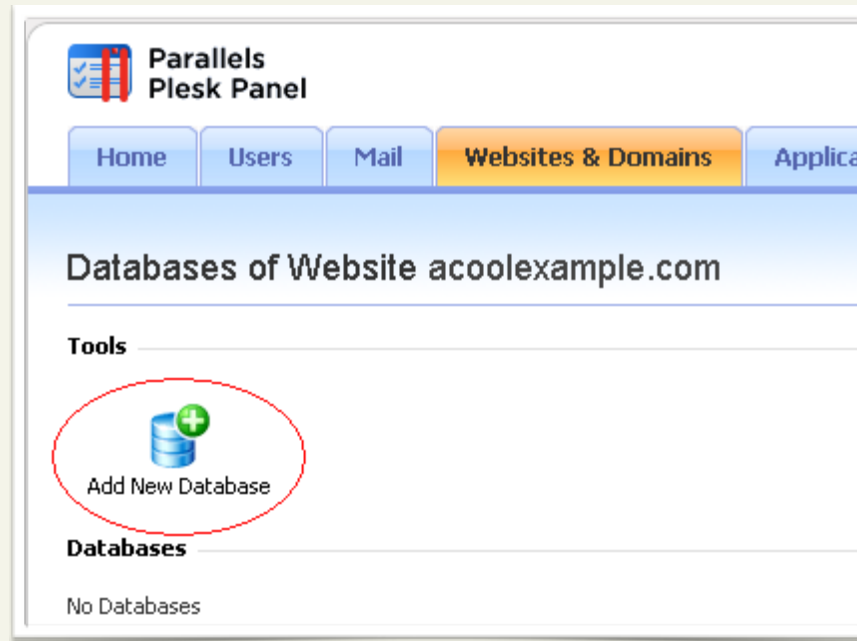 Parallels
Plesk Panel
Home Users Mail Websites & Domains Applica
Databases of Website acoolexample.com
Tools
Add New Database
Databases
No Databases